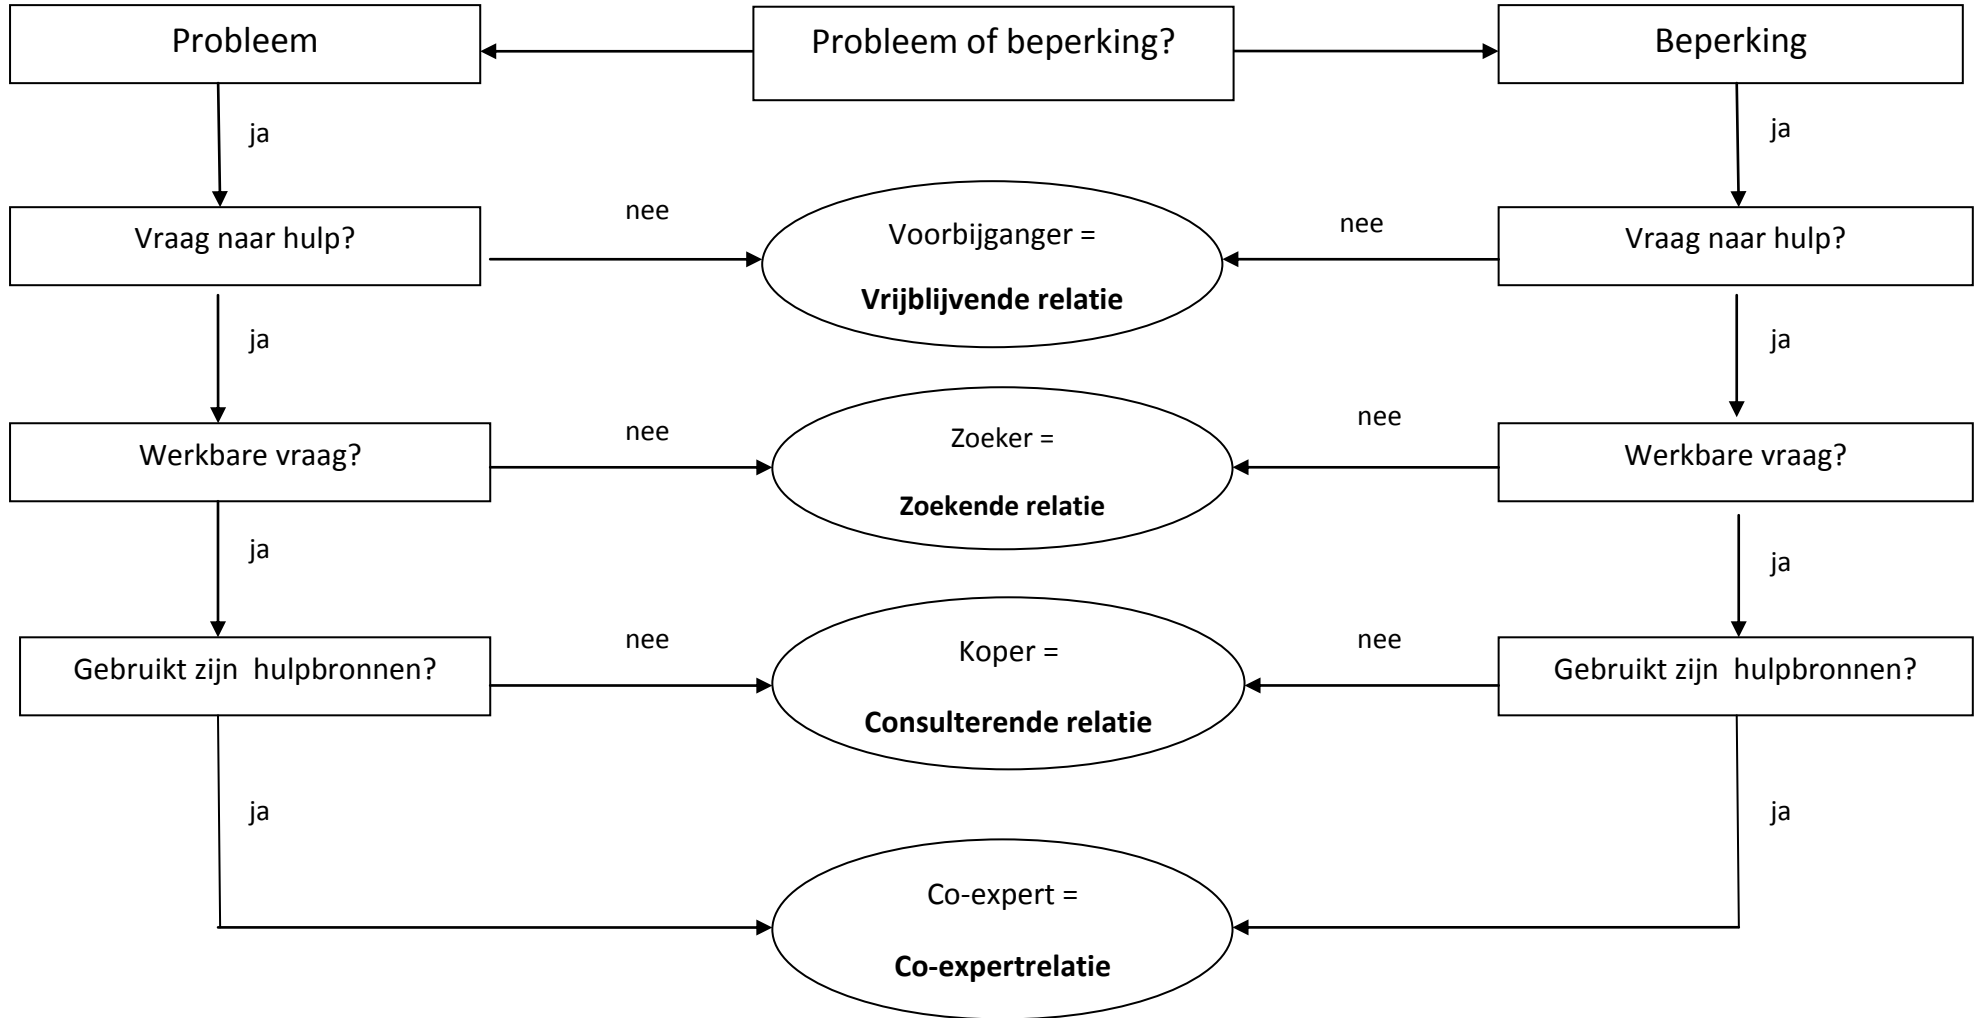 Probleem
Probleem of beperking?
Beperking
ja
ja
Vraag naar hulp?
nee
Voorbijganger =
Vrijblijvende relatie
nee
Vraag naar hulp?
ja
ja
Werkbare vraag?
nee
Zoeker =
Zoekende relatie
nee
Werkbare vraag?
ja
ja
Gebruikt zijn hulpbronnen?
nee
Koper =
Consulterende relatie
nee
Gebruikt zijn hulpbronnen?
ja
ja
Co-expert =
Co-expertrelatie